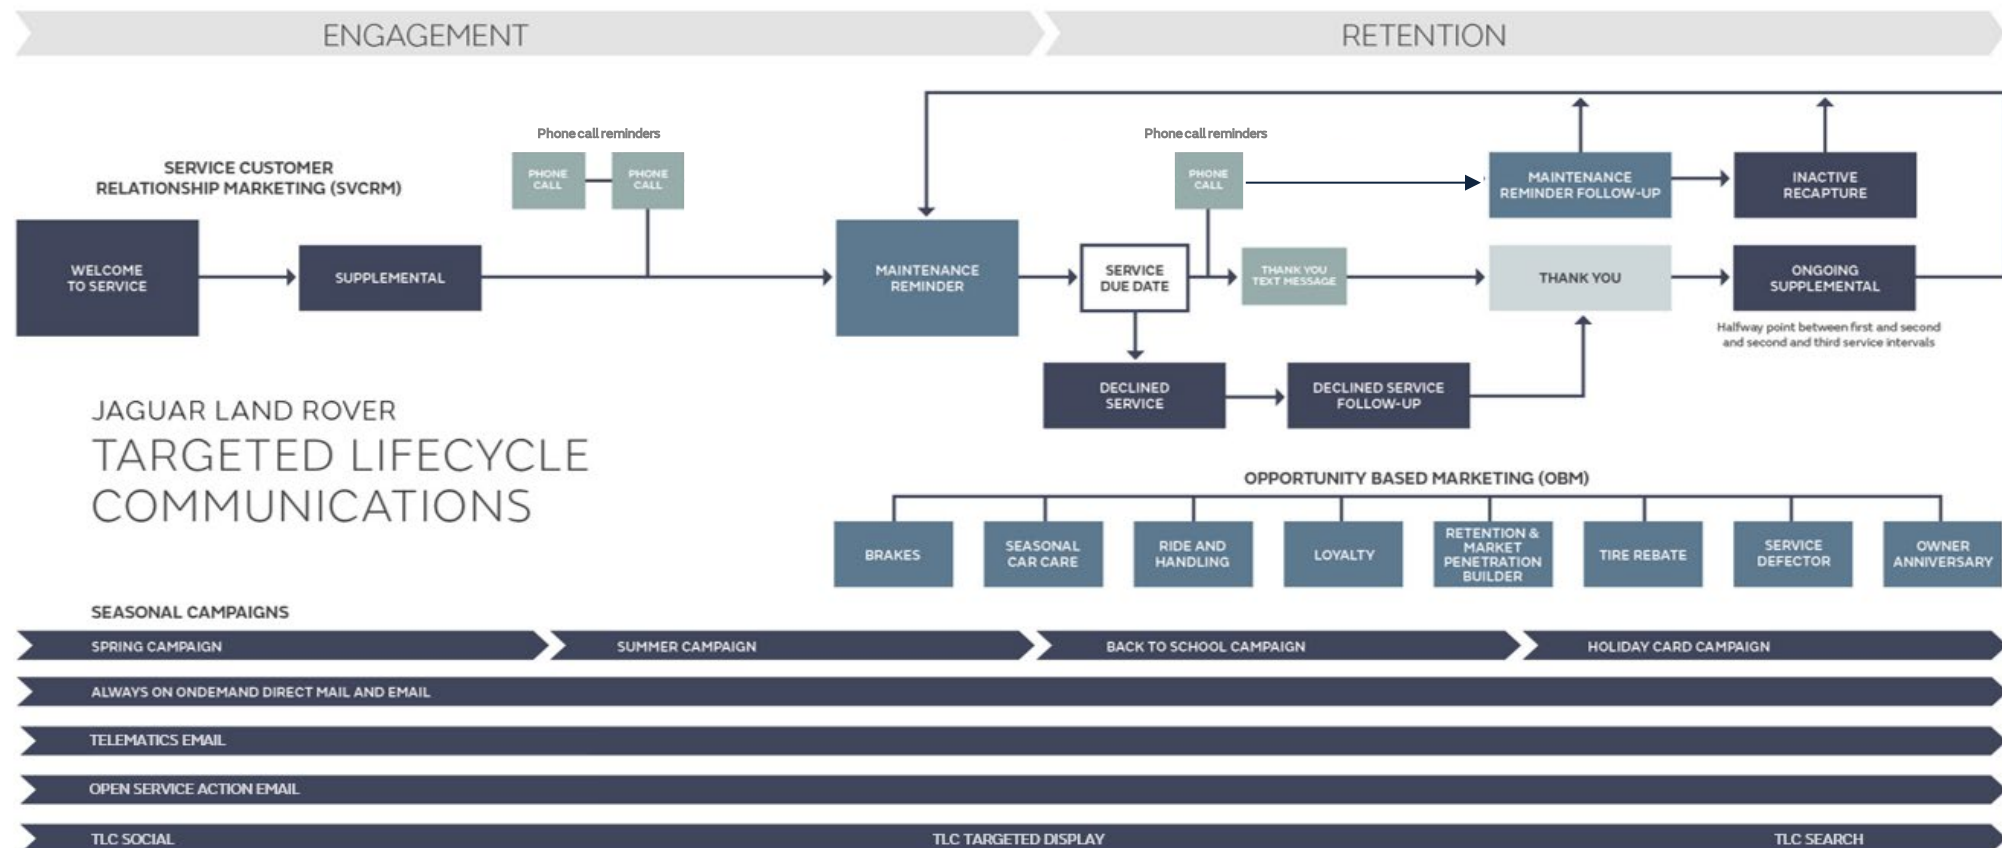 ENGAGEMENT
RETENTION
SERVICE CUSTOMER
RELATIONSHIP MARKETING (SVCRM)
Phone call reminders
PHONE
CALL
PHONE
CALL
Phone call reminders
PHONE
CALL
MAINTENANCE
REMINDER FOLLOW-UP
INACTIVE
RECAPTURE
WELCOME
TO SERVICE
SUPPLEMENTAL
MAINTENANCE
REMINDER
SERVICE
DUE DATE
THANK YOU
TEXT MESSAGE
THANK YOU
ONGOING
SUPPLEMENTAL
Halfway point between first and second
and second and third service intervals
DECLINED
SERVICE
DECLINED SERVICE
FOLLOW-UP
JAGUAR LAND ROVER
TARGETED LIFECYCLE
COMMUNICATIONS
OPPORTUNITY BASED MARKETING (OBM)
BRAKES
SEASONAL
CAR CARE
RIDE AND
HANDLING
LOYALTY
RETENTION &
MARKET
PENETRATION
BUILDER
TIRE REBATE
SERVICE
DEFECTOR
OWNER
ANNIVERSARY
SEASONAL CAMPAIGNS
SPRING CAMPAIGN
SUMMER CAMPAIGN
BACK TO SCHOOL CAMPAIGN
HOLIDAY CARD CAMPAIGN
ALWAYS ON ONDEMAND DIRECT MAIL AND EMAIL
TELEMATICS EMAIL
OPEN SERVICE ACTION EMAIL
TLC SOCIAL
TLC TARGETED DISPLAY
TLC SEARCH